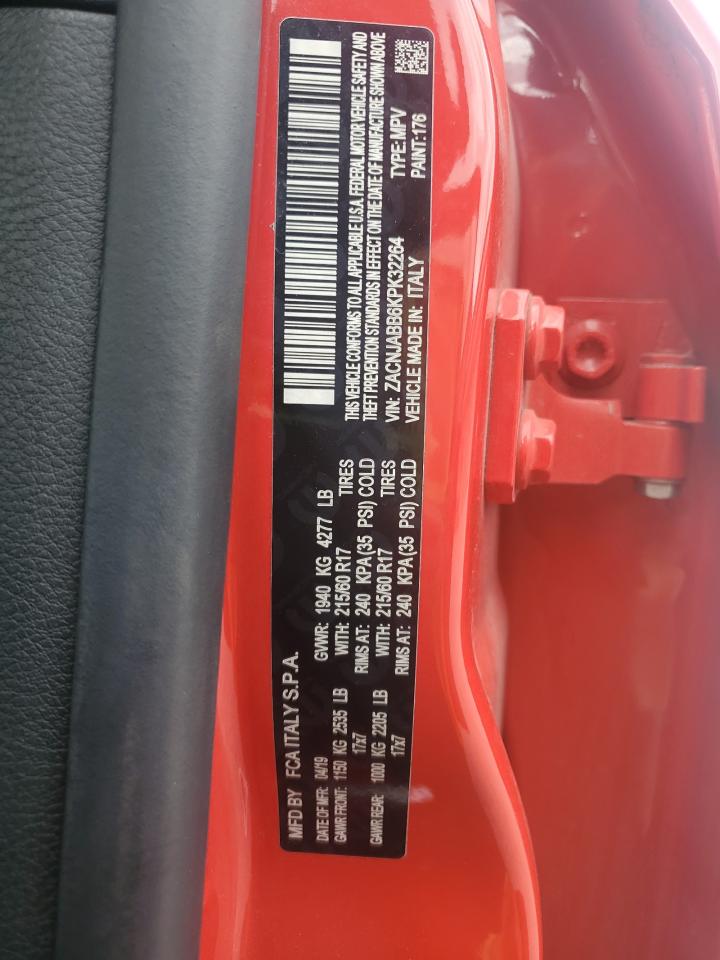 MFD BY FCA ITALY S.P.A.
DATE OF MFR: 04/19 GVWR: 1940 KG 4277 LB
GAWR FRONT: 1150 KG 2535 LB WITH: 215/60 R17 TIRES
17x7 RIMS AT: 240 KPA (35 PSI) COLD
GAWR REAR: 1000 KG 2205 LB WITH: 215/60 R17 TIRES
17x7 RIMS AT: 240 KPA (35 PSI) COLD
THIS VEHICLE CONFORMS TO ALL APPLICABLE U.S.A. FEDERAL MOTOR VEHICLE SAFETY AND
THEFT PREVENTION STANDARDS IN EFFECT ON THE DATE OF MANUFACTURE SHOWN ABOVE
VIN: ZACNJABB6KPK32264 TYPE: MPV
VEHICLE MADE IN: ITALY PAINT: 176